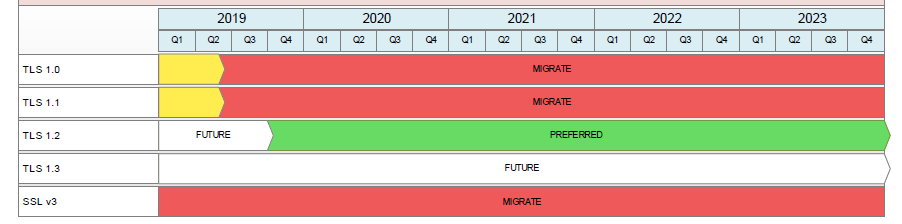 2019 2020 2021 2022 2023
Q1 Q2 Q3 Q4 Q1 Q2 Q3 Q4 Q1 Q2 Q3 Q4 Q1 Q2 Q3 Q4 Q1 Q2 Q3 Q4
TLS 1.0 MIGRATE
TLS 1.1 MIGRATE
TLS 1.2 FUTURE PREFERRED
TLS 1.3 FUTURE
SSL v3 MIGRATE